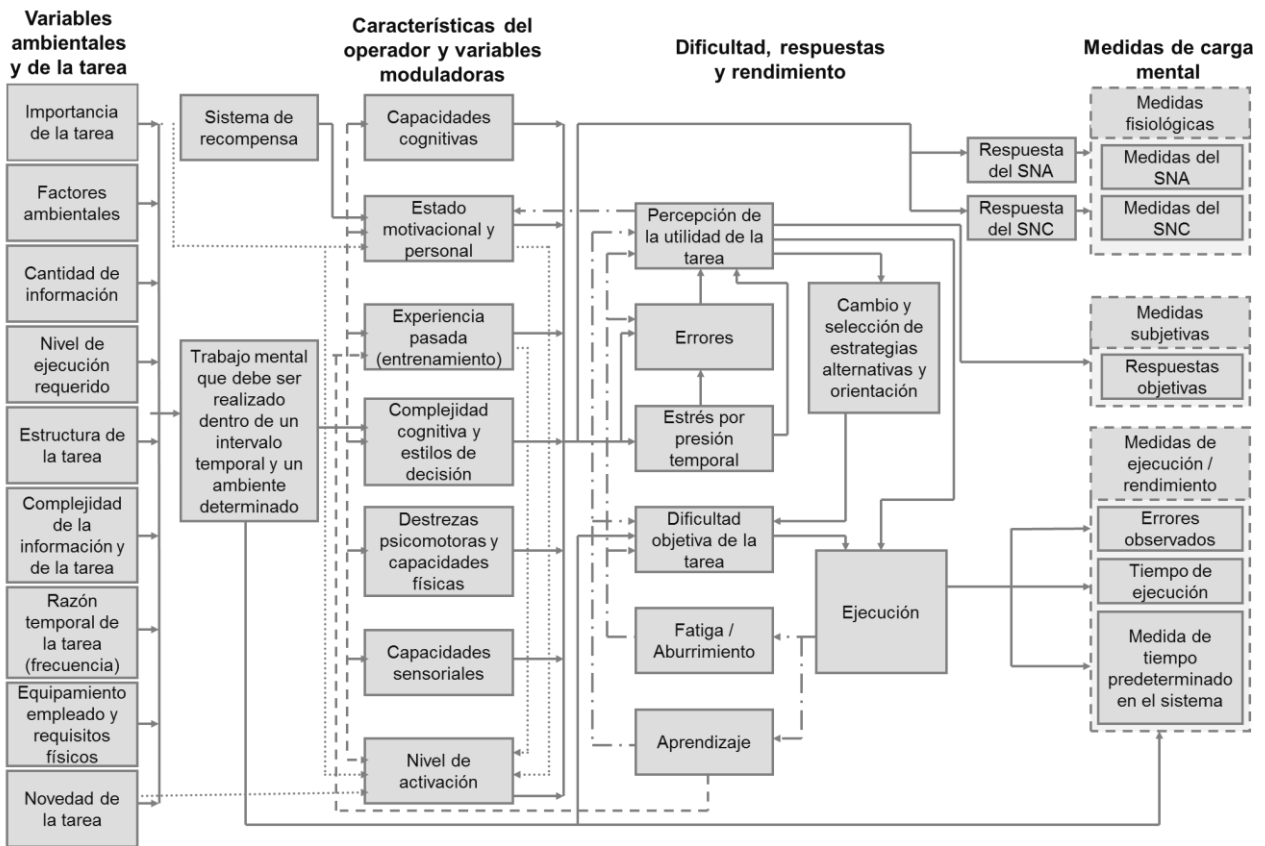 Variables
ambientales
y de la tarea
Importancia
de la tarea
Factores
ambientales
Cantidad de
información
Nivel de
ejecución
requerido
Estructura de
la tarea
Complejidad
de la
información y
de la tarea
Razón
temporal de
la tarea
(frecuencia)
Equipamiento
empleado y
requisitos
físicos
Novedad de
la tarea
Sistema de
recompensa
Trabajo mental
que debe ser
realizado
dentro de un
intervalo
temporal y un
ambiente
determinado
Características del
operador y variables
moduladoras
Capacidades
cognitivas
Estado
motivacional y
personal
Experiencia
pasada
(entrenamiento)
Complejidad
cognitiva y
estilos de
decisión
Destrezas
psicomotoras y
capacidades
físicas
Capacidades
sensoriales
Nivel de
activación
Dificultad, respuestas
y rendimiento
Percepción de
la utilidad de la
tarea
Errores
Estrés por
presión
temporal
Dificultad
objetiva de la
tarea
Fatiga /
Aburrimiento
Aprendizaje
Cambio y
selección de
estrategias
alternativas y
orientación
Ejecución
Respuesta
del SNA
Respuesta
del SNC
Medidas de carga
mental
Medidas
fisiológicas
Medidas del
SNA
Medidas del
SNC
Medidas
subjetivas
Respuestas
objetivas
Medidas de
ejecución /
rendimiento
Errores
observados
Tiempo de
ejecución
Medida de
tiempo
predeterminado
en el sistema